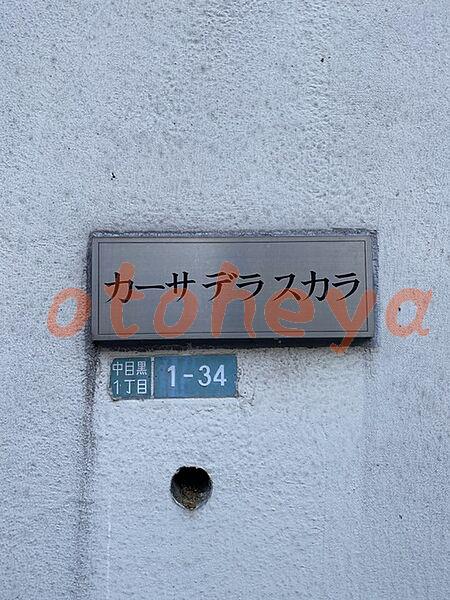 カーサ デラ スカラ
otoheya
中目黒
1丁目
1-34